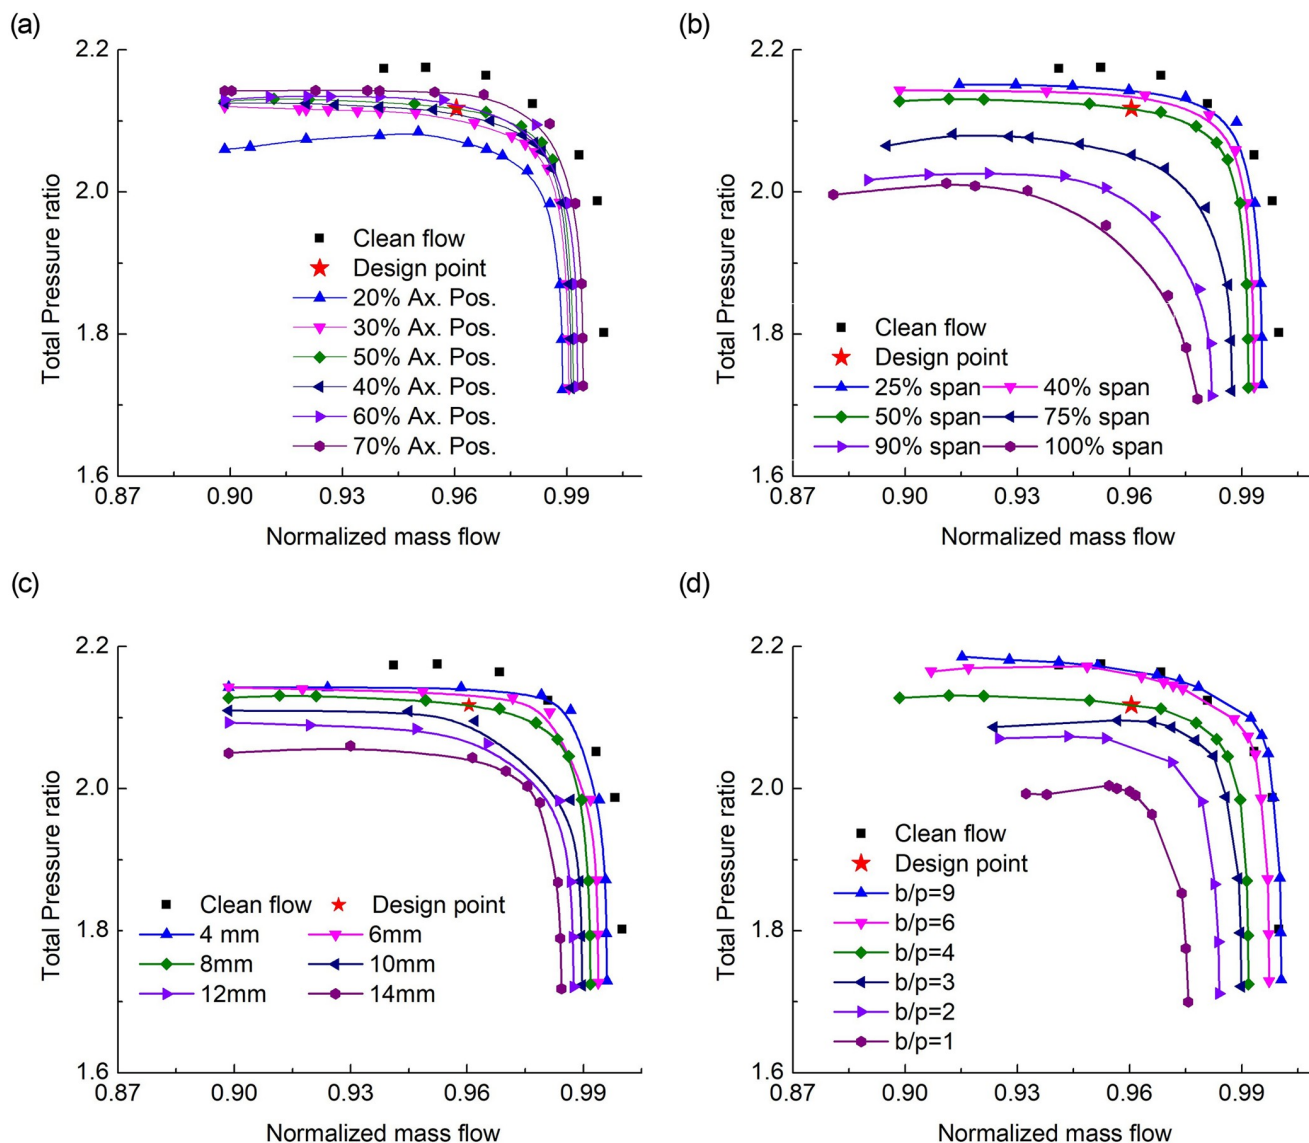 (a)
Total Pressure ratio
2.2
2.0
1.8
1.6
Clean flow
Design point
20% Ax. Pos.
30% Ax. Pos.
50% Ax. Pos.
40% Ax. Pos.
60% Ax. Pos.
70% Ax. Pos.
0.87 0.90 0.93 0.96 0.99
Normalized mass flow
(b)
Total Pressure ratio
2.2
2.0
1.8
1.6
Clean flow
Design point
25% span 40% span
50% span 75% span
90% span 100% span
0.87 0.90 0.93 0.96 0.99
Normalized mass flow
(c)
Total Pressure ratio
2.2
2.0
1.8
1.6
Clean flow Design point
4 mm 6mm
8mm 10mm
12mm 14mm
0.87 0.90 0.93 0.96 0.99
Normalized mass flow
(d)
Total Pressure ratio
2.2
2.0
1.8
1.6
Clean flow
Design point
b/p=9
b/p=6
b/p=4
b/p=3
b/p=2
b/p=1
0.87 0.90 0.93 0.96 0.99
Normalized mass flow